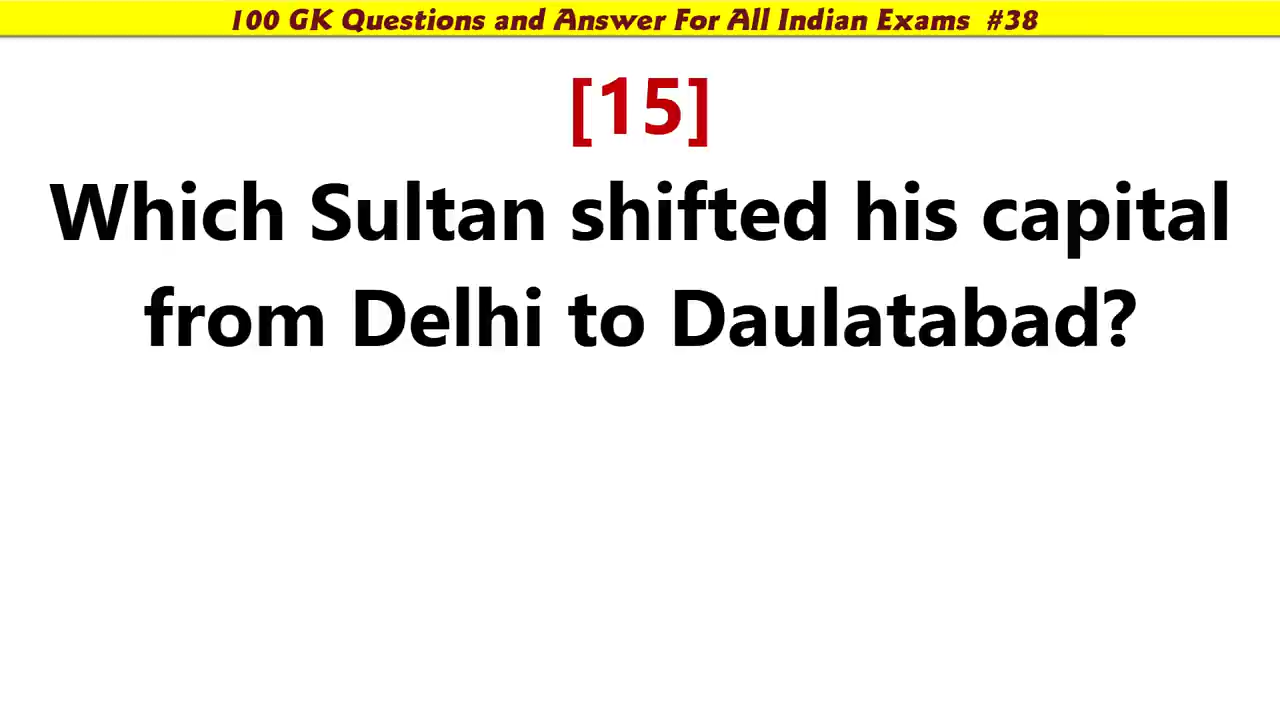 100 GK Questions and Answer For All Indian Exams #38
[15]
Which Sultan shifted his capital
from Delhi to Daulatabad?